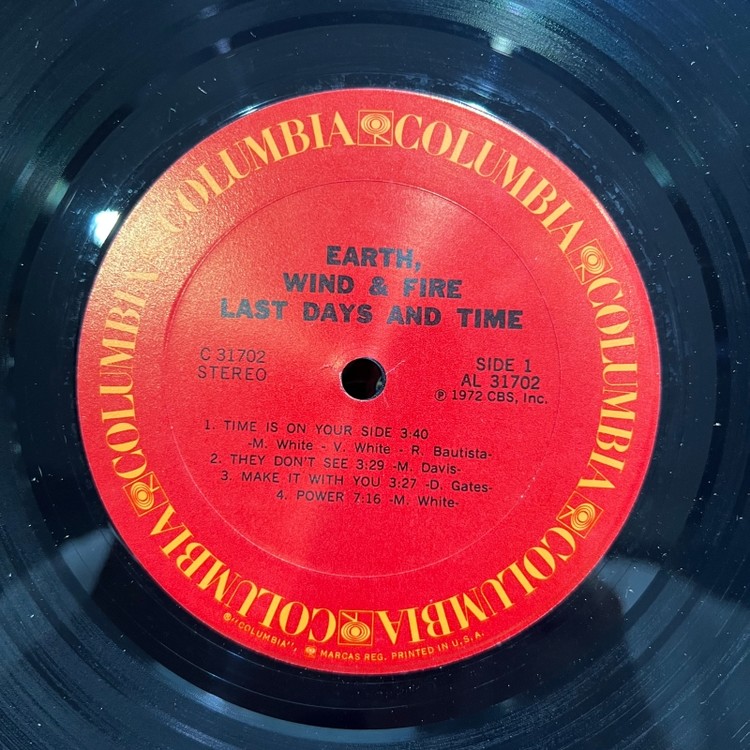 COLUMBIA COLUMBIA COLUMBIA COLUMBIA COLUMBIA COLUMBIA COLUMBIA
EARTH,
WIND & FIRE
LAST DAYS AND TIME
C 31702
STEREO
SIDE 1
AL 31702
℗ 1972 CBS, Inc.
1. TIME IS ON YOUR SIDE 3:40
-M. White - V. White - R. Bautista-
2. THEY DON'T SEE 3:29 -M. Davis-
3. MAKE IT WITH YOU 3:27 -D. Gates-
4. POWER 7:16 -M. White-
®"COLUMBIA", MARCAS REG. PRINTED IN U.S.A.